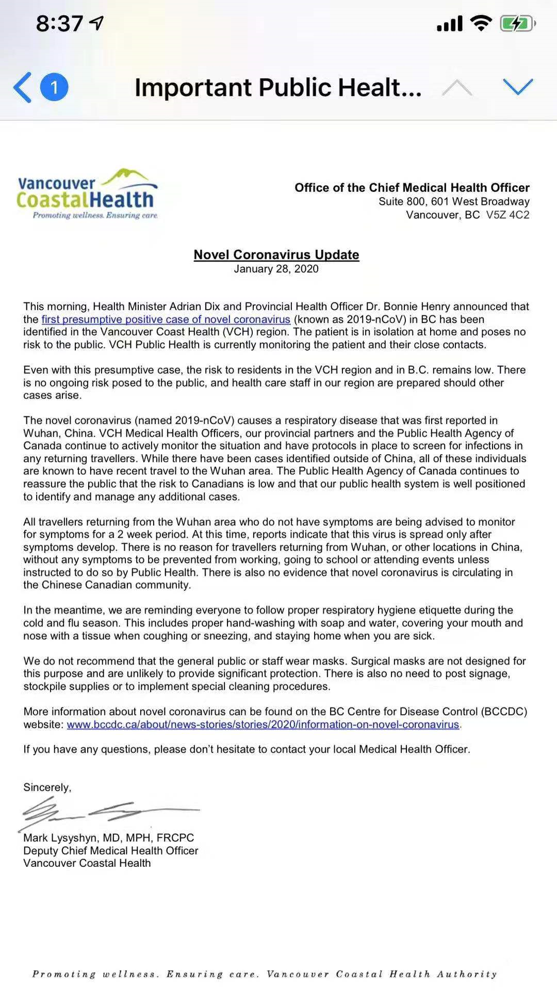 8:37
1
Important Public Healt...
Vancouver
CoastalHealth
Promoting wellness. Ensuring care.
Office of the Chief Medical Health Officer
Suite 800, 601 West Broadway
Vancouver, BC V5Z 4C2
Novel Coronavirus Update
January 28, 2020
This morning, Health Minister Adrian Dix and Provincial Health Officer Dr. Bonnie Henry announced that
the first presumptive positive case of novel coronavirus (known as 2019-nCoV) in BC has been
identified in the Vancouver Coast Health (VCH) region. The patient is in isolation at home and poses no
risk to the public. VCH Public Health is currently monitoring the patient and their close contacts.
Even with this presumptive case, the risk to residents in the VCH region and in B.C. remains low. There
is no ongoing risk posed to the public, and health care staff in our region are prepared should other
cases arise.
The novel coronavirus (named 2019-nCoV) causes a respiratory disease that was first reported in
Wuhan, China. VCH Medical Health Officers, our provincial partners and the Public Health Agency of
Canada continue to actively monitor the situation and have protocols in place to screen for infections in
any returning travellers. While there have been cases identified outside of China, all of these individuals
are known to have recent travel to the Wuhan area. The Public Health Agency of Canada continues to
reassure the public that the risk to Canadians is low and that our public health system is well positioned
to identify and manage any additional cases.
All travellers returning from the Wuhan area who do not have symptoms are being advised to monitor
for symptoms for a 2 week period. At this time, reports indicate that this virus is spread only after
symptoms develop. There is no reason for travellers returning from Wuhan, or other locations in China,
without any symptoms to be prevented from working, going to school or attending events unless
instructed to do so by Public Health. There is also no evidence that novel coronavirus is circulating in
the Chinese Canadian community.
In the meantime, we are reminding everyone to follow proper respiratory hygiene etiquette during the
cold and flu season. This includes proper hand-washing with soap and water, covering your mouth and
nose with a tissue when coughing or sneezing, and staying home when you are sick.
We do not recommend that the general public or staff wear masks. Surgical masks are not designed for
this purpose and are unlikely to provide significant protection. There is also no need to post signage,
stockpile supplies or to implement special cleaning procedures.
More information about novel coronavirus can be found on the BC Centre for Disease Control (BCCDC)
website: www.bccdc.ca/about/news-stories/stories/2020/information-on-novel-coronavirus.
If you have any questions, please don't hesitate to contact your local Medical Health Officer.
Sincerely,
Mark Lysyshyn, MD, MPH, FRCPC
Deputy Chief Medical Health Officer
Vancouver Coastal Health
Promoting wellness. Ensuring care. Vancouver Coastal Health Authority